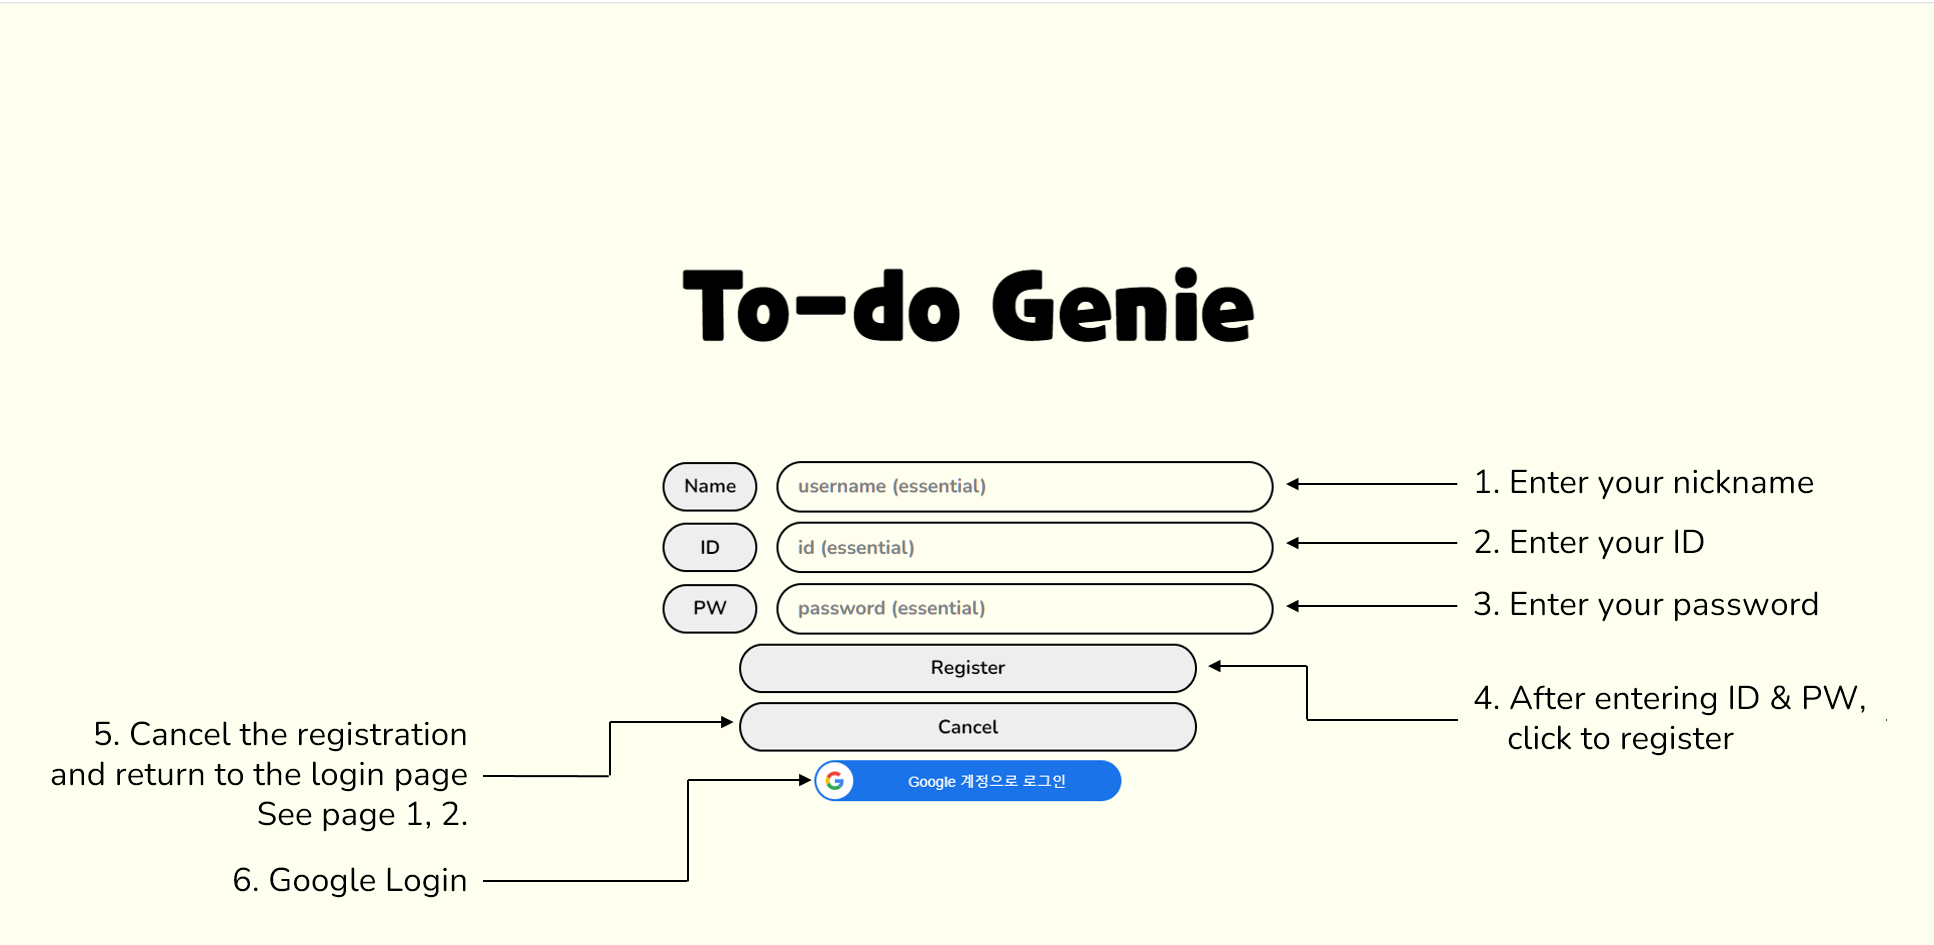 To-do Genie
Name
username (essential)
1. Enter your nickname
ID
id (essential)
2. Enter your ID
PW
password (essential)
3. Enter your password
Register
4. After entering ID & PW,
click to register
Cancel
5. Cancel the registration
and return to the login page
See page 1, 2.
Google 계정으로 로그인
6. Google Login